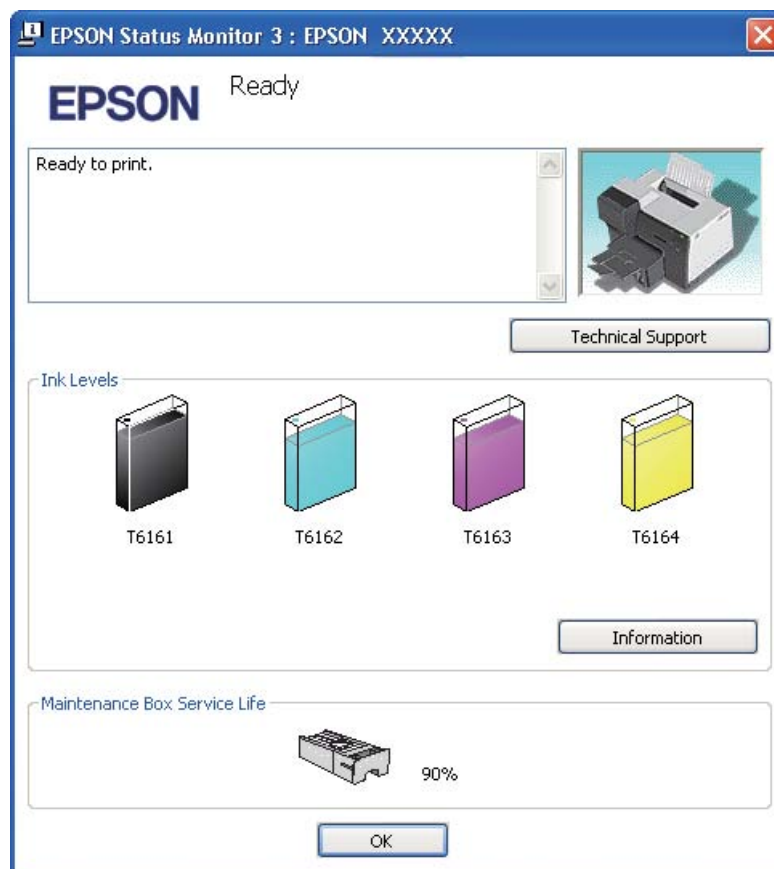 EPSON Status Monitor 3 : EPSON XXXXX
EPSON
Ready
Ready to print.
Technical Support
Ink Levels
T6161
T6162
T6163
T6164
Information
Maintenance Box Service Life
90%
OK